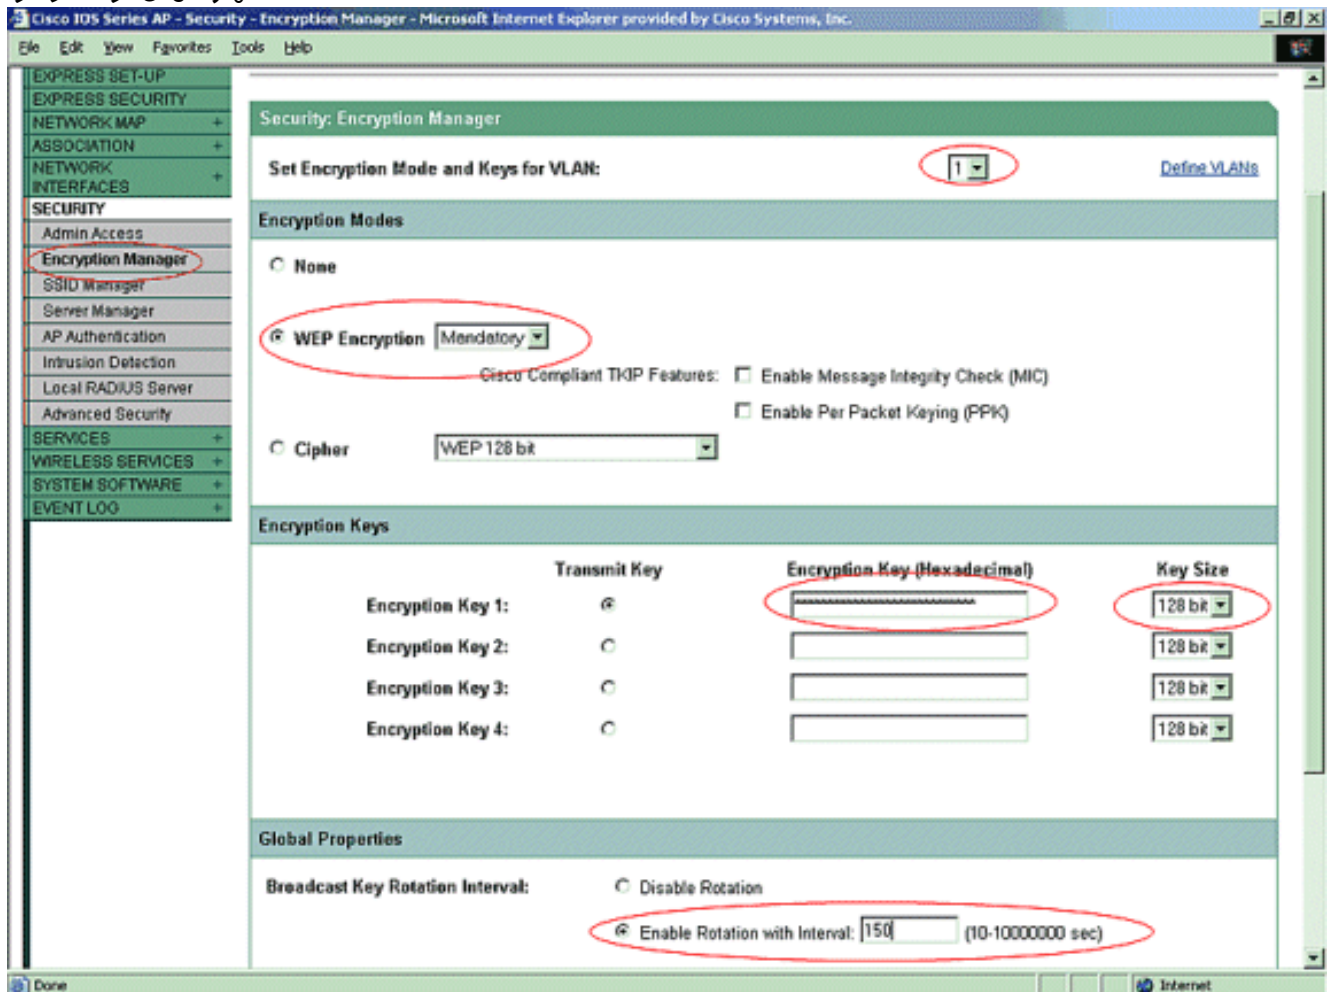 Cisco IOS Series AP - Security - Encryption Manager - Microsoft Internet Explorer provided by Cisco Systems, Inc.
File Edit View Favorites Tools Help
EXPRESS SET-UP
EXPRESS SECURITY
NETWORK MAP +
ASSOCIATION +
NETWORK INTERFACES +
SECURITY
Admin Access
Encryption Manager
SSID Manager
Server Manager
AP Authentication
Intrusion Detection
Local RADIUS Server
Advanced Security
SERVICES +
WIRELESS SERVICES +
SYSTEM SOFTWARE +
EVENT LOG +
Security: Encryption Manager
Set Encryption Mode and Keys for VLAN: 1 Define VLANs
Encryption Modes
None
WEP Encryption Mandatory
Cisco Compliant TKIP Features: Enable Message Integrity Check (MIC)
Enable Per Packet Keying (PPK)
Cipher WEP 128 bit
Encryption Keys
Transmit Key Encryption Key (Hexadecimal) Key Size
Encryption Key 1: 128 bit
Encryption Key 2: 128 bit
Encryption Key 3: 128 bit
Encryption Key 4: 128 bit
Global Properties
Broadcast Key Rotation Interval: Disable Rotation
Enable Rotation with Interval: 150 (10-10000000 sec)
Done Internet